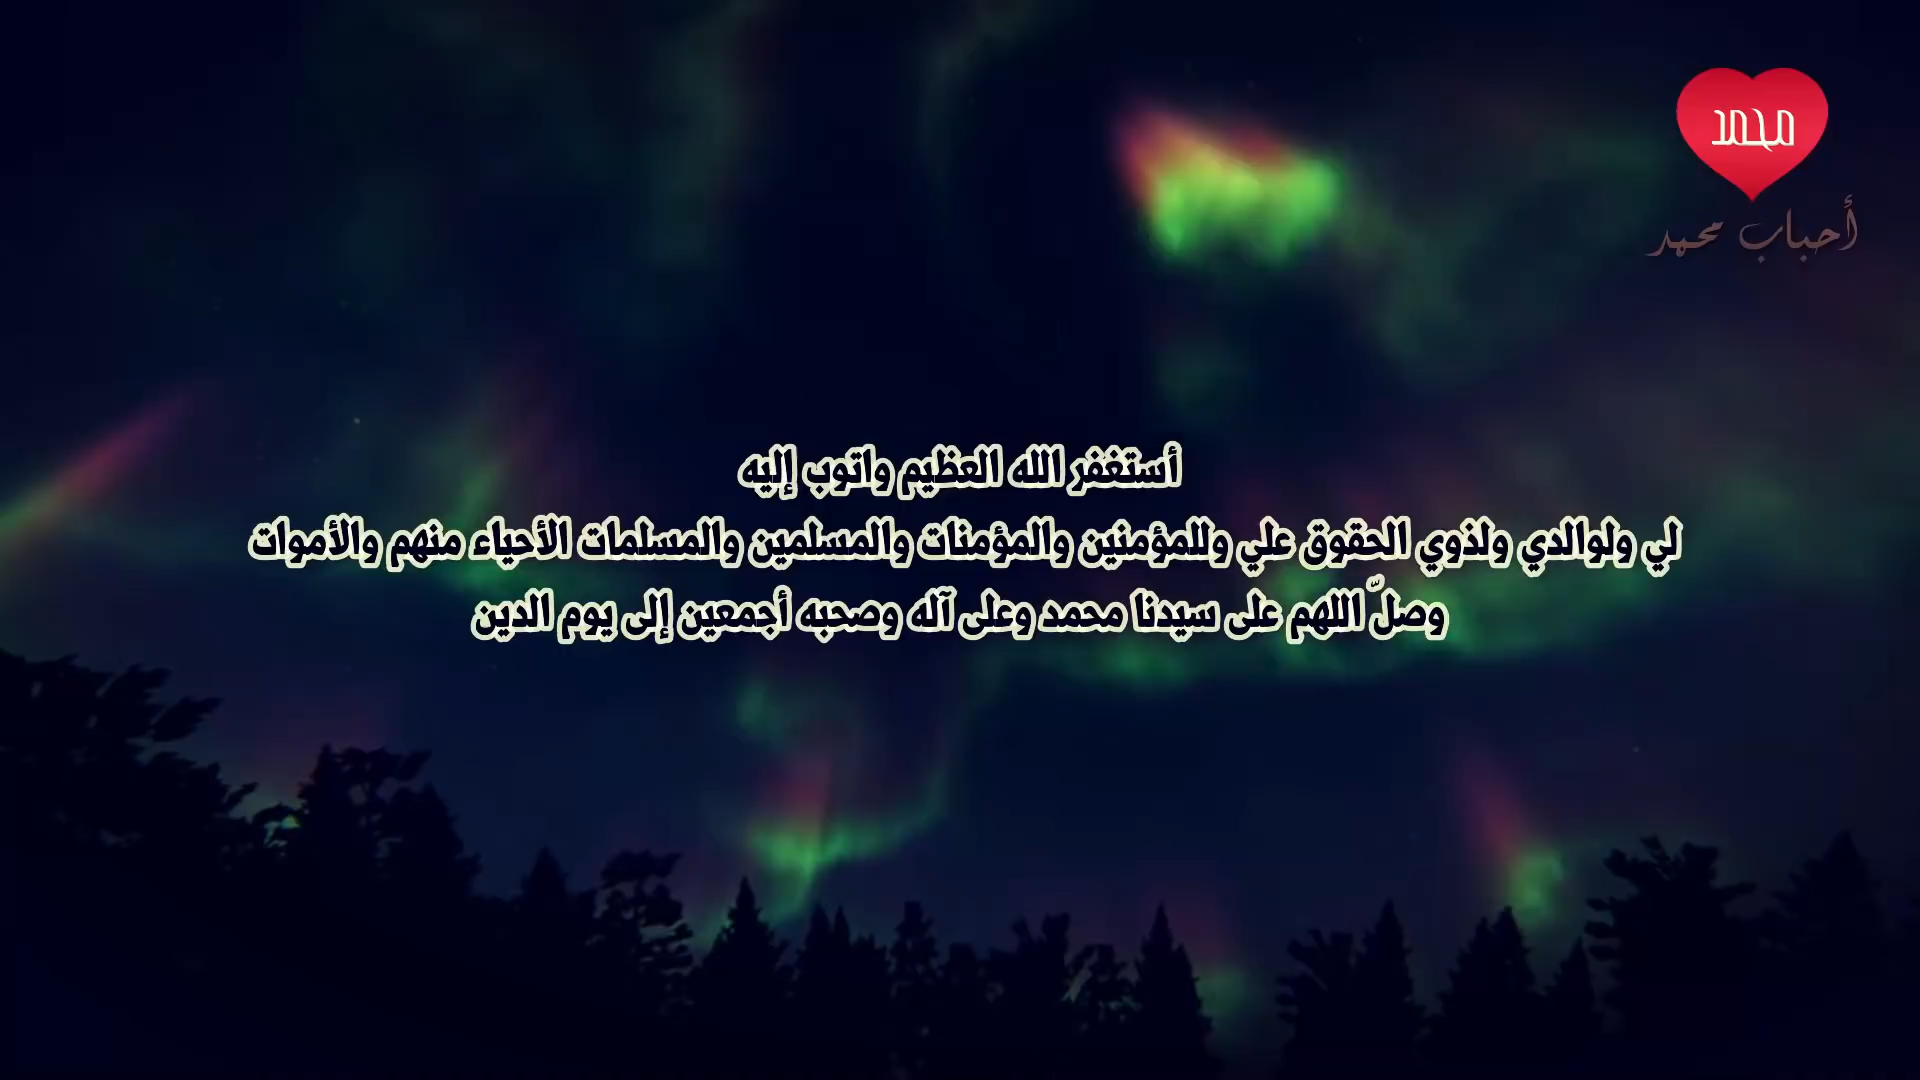 محمد
أحباب محمد
أستغفر الله العظيم واتوب إليه
لي ولوالدي ولذوي الحقوق علي وللمؤمنين والمؤمنات والمسلمين والمسلمات الأحياء منهم والأموات
وصلّ اللهم على سيدنا محمد وعلى آله وصحبه أجمعين إلى يوم الدين